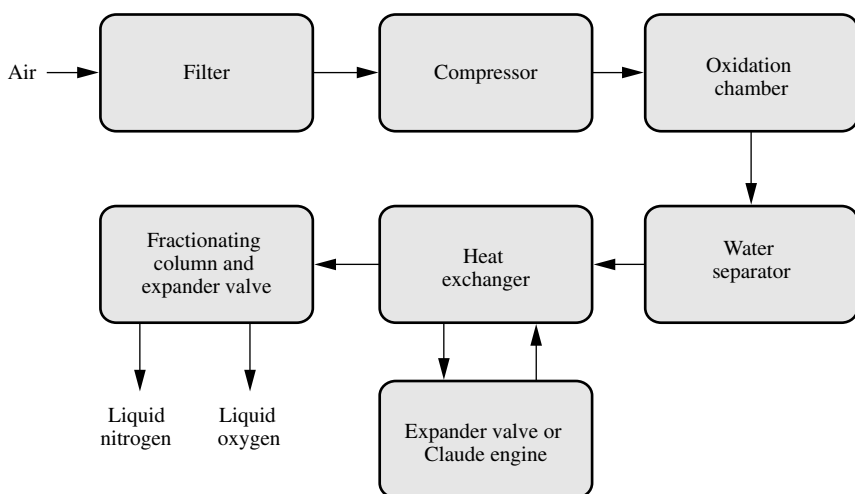 Air
Filter
Compressor
Oxidation
chamber
Fractionating
column and
expander valve
Heat
exchanger
Water
separator
Liquid
nitrogen
Liquid
oxygen
Expander valve or
Claude engine